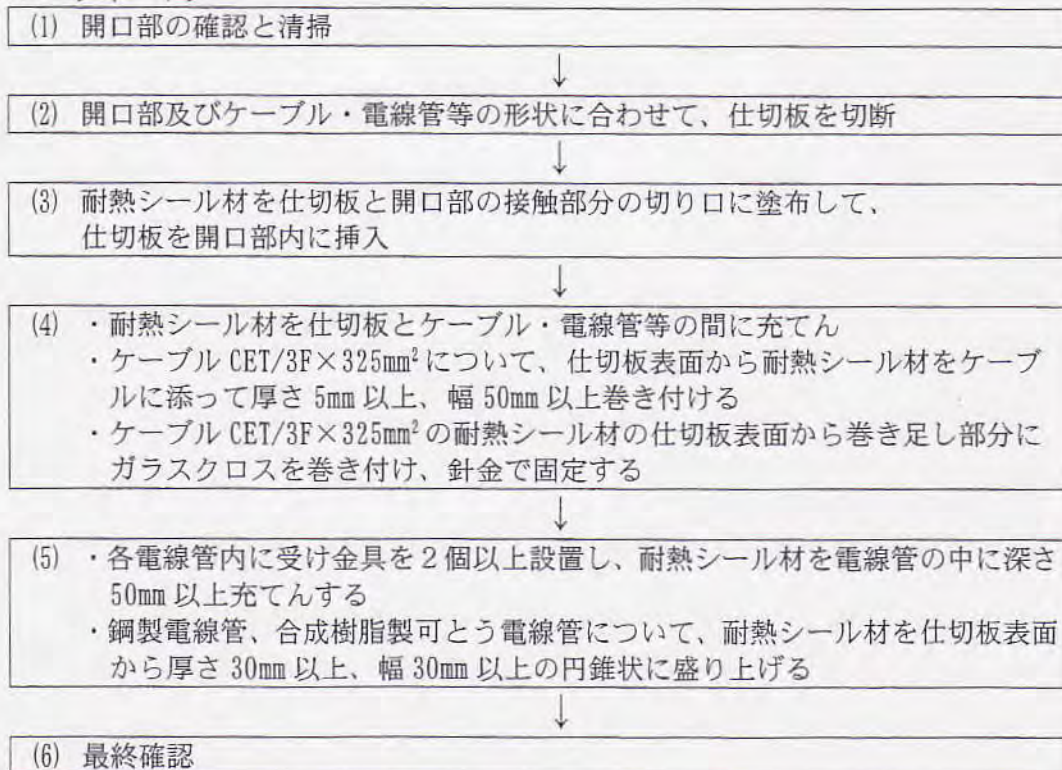 (1) 開口部の確認と清掃
↓
(2) 開口部及びケーブル・電線管等の形状に合わせて、仕切板を切断
↓
(3) 耐熱シール材を仕切板と開口部の接触部分の切り口に塗布して、
仕切板を開口部内に挿入
↓
(4) ・耐熱シール材を仕切板とケーブル・電線管等の間に充てん
・ケーブル CET/3F×325mm²について、仕切板表面から耐熱シール材をケーブ
ルに添って厚さ 5mm 以上、幅 50mm 以上巻き付ける
・ケーブル CET/3F×325mm² の耐熱シール材の仕切板表面から巻き足し部分に
ガラスクロスを巻き付け、針金で固定する
↓
(5) ・各電線管内に受け金具を2個以上設置し、耐熱シール材を電線管の中に深さ
50mm 以上充てんする
・鋼製電線管、合成樹脂製可とう電線管について、耐熱シール材を仕切板表面
から厚さ 30mm 以上、幅 30mm 以上の円錐状に盛り上げる
↓
(6) 最終確認